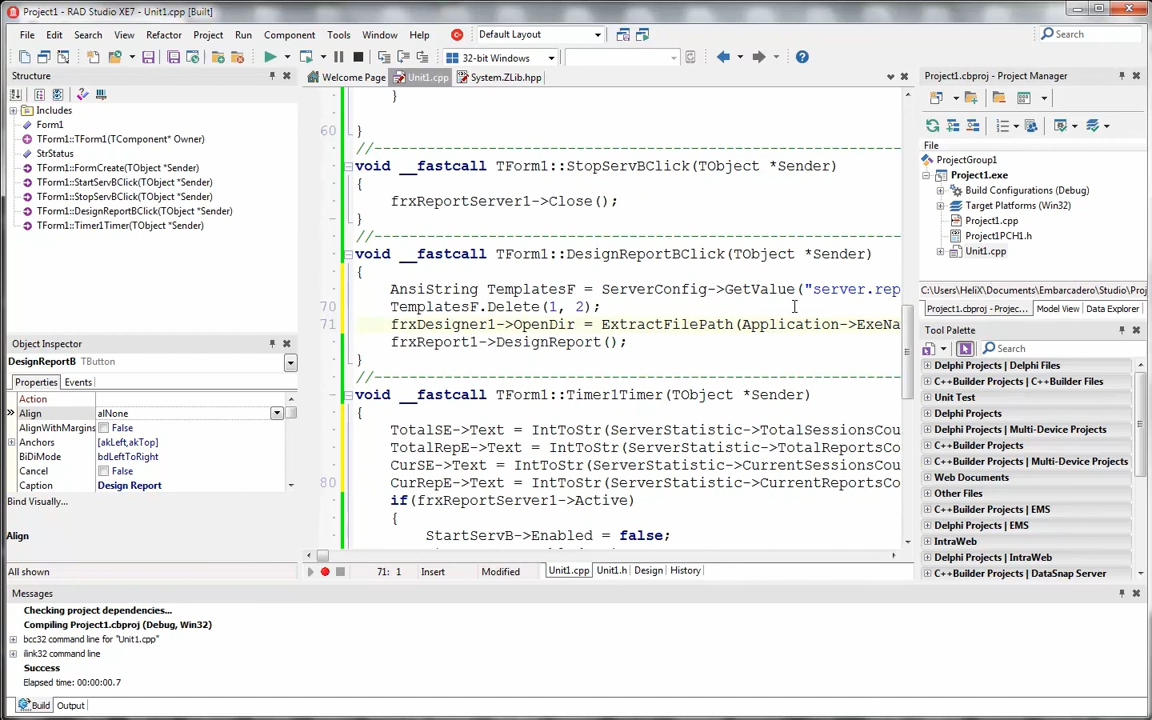 Project1 - RAD Studio XE7 - Unit1.cpp [Built]
File Edit Search View Refactor Project Run Component Tools Window Help Default Layout Search
32-bit Windows
Structure
Includes
Form1
TForm1::TForm1(TComponent* Owner)
StrStatus
TForm1::FormCreate(TObject *Sender)
TForm1::StartServBClick(TObject *Sender)
TForm1::StopServBClick(TObject *Sender)
TForm1::DesignReportBClick(TObject *Sender)
TForm1::Timer1Timer(TObject *Sender)
Object Inspector
DesignReportB TButton
Properties Events
Action
Align alNone
AlignWithMargins False
Anchors [akLeft,akTop]
BiDiMode bdLeftToRight
Cancel False
Caption Design Report
Bind Visually...
Align
All shown
Welcome Page Unit1.cpp System.ZLib.hpp
}
60 }
//------------------------------------------------------------
void __fastcall TForm1::StopServBClick(TObject *Sender)
{
frxReportServer1->Close();
}
//------------------------------------------------------------
void __fastcall TForm1::DesignReportBClick(TObject *Sender)
{
AnsiString TemplatesF = ServerConfig->GetValue("server.rep
70 TemplatesF.Delete(1, 2);
71 frxDesigner1->OpenDir = ExtractFilePath(Application->ExeNa
frxReport1->DesignReport();
}
//------------------------------------------------------------
void __fastcall TForm1::Timer1Timer(TObject *Sender)
{
TotalSE->Text = IntToStr(ServerStatistic->TotalSessionsCou
TotalRepE->Text = IntToStr(ServerStatistic->TotalReportsCo
CurSE->Text = IntToStr(ServerStatistic->CurrentSessionsCou
80 CurRepE->Text = IntToStr(ServerStatistic->CurrentReportsCo
if(frxReportServer1->Active)
{
StartServB->Enabled = false;
71: 1 Insert Modified Unit1.cpp Unit1.h Design History
Project1.cbproj - Project Manager
File
ProjectGroup1
Project1.exe
Build Configurations (Debug)
Target Platforms (Win32)
Project1.cpp
Project1PCH1.h
Unit1.cpp
C:\Users\HeliX\Documents\Embarcadero\Studio\Proj
Project1.cbproj - Projec... Model View Data Explorer
Tool Palette
Search
Delphi Projects | Delphi Files
C++Builder Projects | C++Builder Files
Unit Test
Delphi Projects
Delphi Projects | Multi-Device Projects
C++Builder Projects
C++Builder Projects | Multi-Device Projects
Web Documents
Other Files
C++Builder Projects | EMS
Delphi Projects | EMS
IntraWeb
Delphi Projects | IntraWeb
C++Builder Projects | DataSnap Server
Messages
Checking project dependencies...
Compiling Project1.cbproj (Debug, Win32)
bcc32 command line for "Unit1.cpp"
ilink32 command line
Success
Elapsed time: 00:00:00.7
Build Output